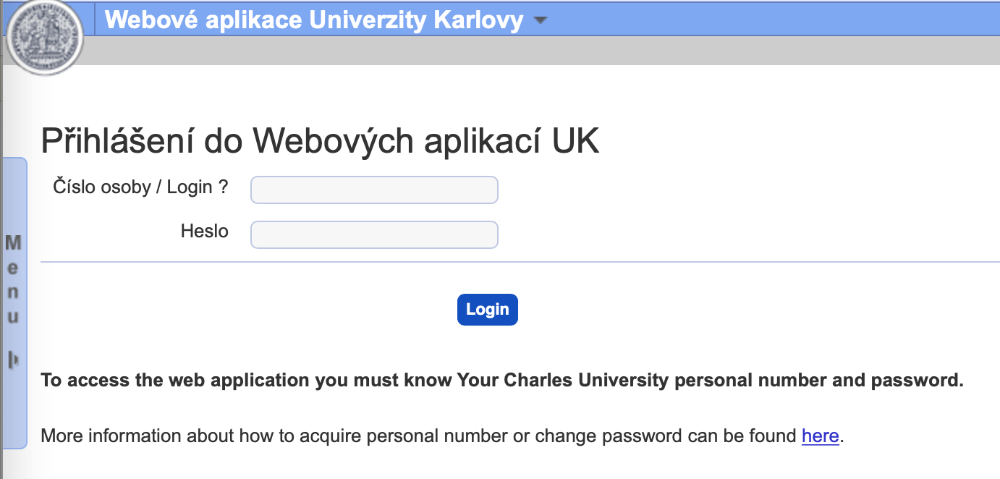 Webové aplikace Univerzity Karlovy
Přihlášení do Webových aplikací UK
Číslo osoby / Login ?
Heslo
Menu
Login
To access the web application you must know Your Charles University personal number and password.
More information about how to acquire personal number or change password can be found here.